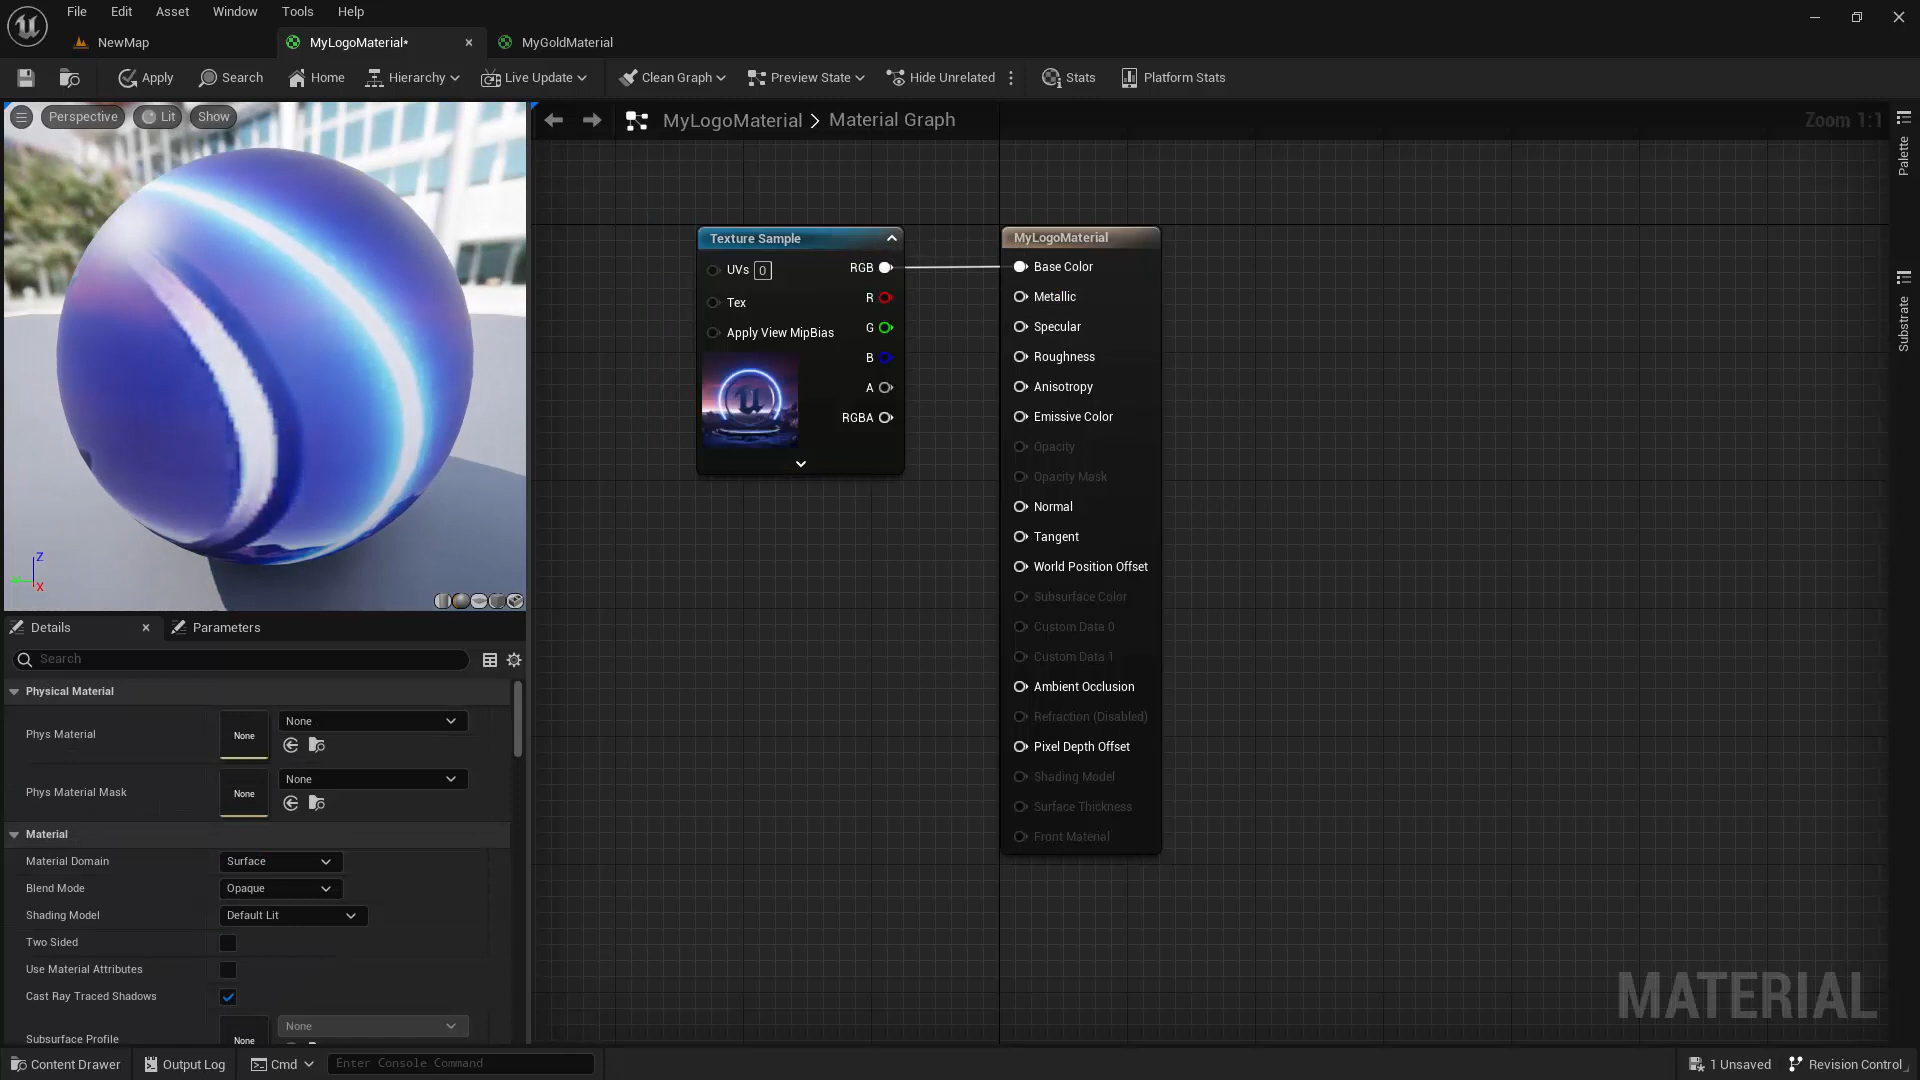 File Edit Asset Window Tools Help
NewMap
MyLogoMaterial*
MyGoldMaterial
Apply
Search
Home
Hierarchy
Live Update
Clean Graph
Preview State
Hide Unrelated
Stats
Platform Stats
Perspective
Lit
Show
MyLogoMaterial > Material Graph
Zoom 1:1
Palette
Substrate
Texture Sample
UVs 0
RGB
R
Tex
G
Apply View MipBias
B
A
RGBA
MyLogoMaterial
Base Color
Metallic
Specular
Roughness
Anisotropy
Emissive Color
Opacity
Opacity Mask
Normal
Tangent
World Position Offset
Subsurface Color
Custom Data 0
Custom Data 1
Ambient Occlusion
Refraction (Disabled)
Pixel Depth Offset
Shading Model
Surface Thickness
Front Material
Z
X
Details
Parameters
Search
Physical Material
Phys Material
None
None
Phys Material Mask
None
None
Material
Material Domain
Surface
Blend Mode
Opaque
Shading Model
Default Lit
Two Sided
Use Material Attributes
Cast Ray Traced Shadows
Subsurface Profile
None
None
MATERIAL
Content Drawer
Output Log
Cmd
Enter Console Command
1 Unsaved
Revision Control